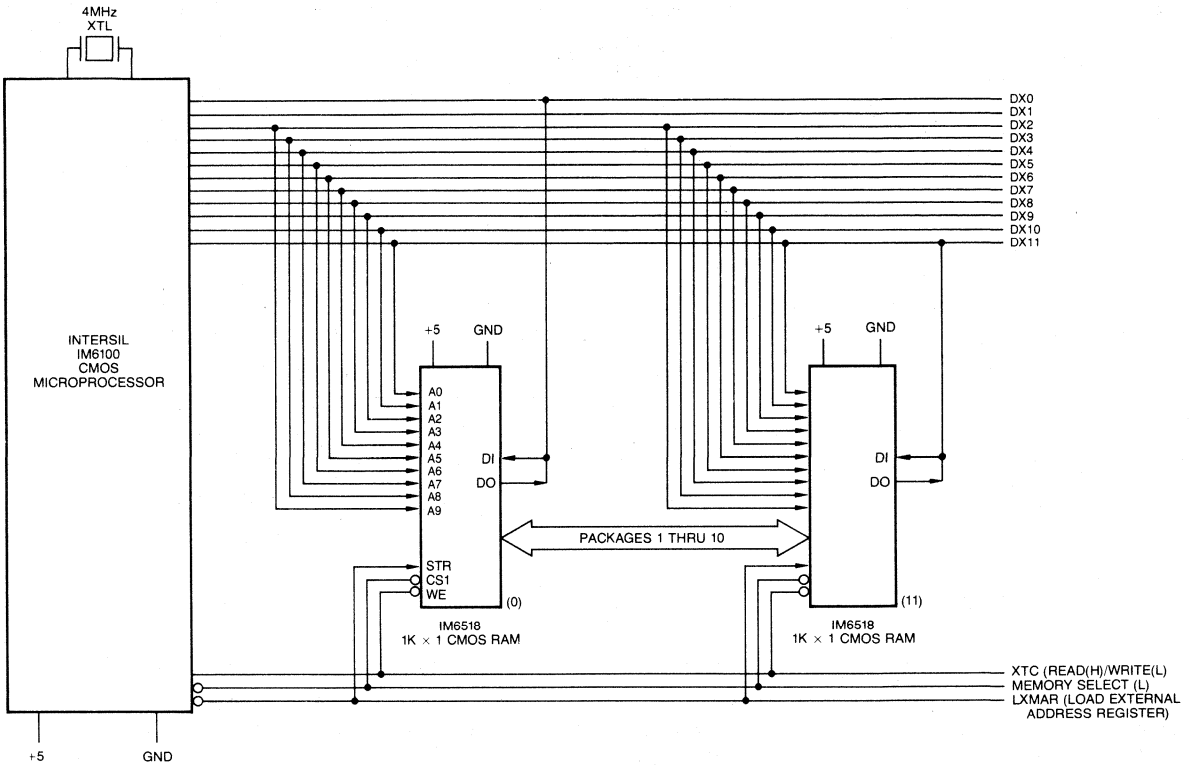 4MHz
XTL
DX0
DX1
DX2
DX3
DX4
DX5
DX6
DX7
DX8
DX9
DX10
DX11
INTERSIL
IM6100
CMOS
MICROPROCESSOR
+5
GND
A0
A1
A2
A3
A4
A5
A6
A7
A8
A9
DI
DO
STR
CS1
WE
(0)
IM6518
1K × 1 CMOS RAM
PACKAGES 1 THRU 10
+5
GND
DI
DO
(11)
IM6518
1K × 1 CMOS RAM
XTC (READ(H)/WRITE(L)
MEMORY SELECT (L)
LXMAR (LOAD EXTERNAL
ADDRESS REGISTER)
+5
GND